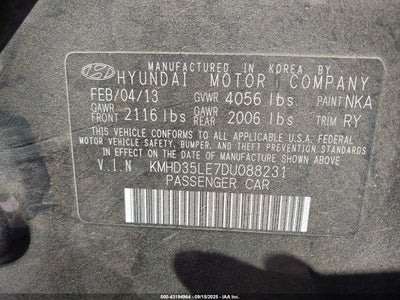 MANUFACTURED IN KOREA BY
HYUNDAI MOTOR COMPANY
FEB/04/13 GVWR 4056 lbs PAINT NKA
GAWR FRONT 2116 lbs GAWR REAR 2006 lbs TRIM RY
THIS VEHICLE CONFORMS TO ALL APPLICABLE U.S.A. FEDERAL
MOTOR VEHICLE SAFETY, BUMPER, AND THEFT PREVENTION STANDARDS
IN EFFECT ON THE DATE OF MANUFACTURE SHOWN ABOVE.
V.I.N KMHD35LE7DU088231
PASSENGER CAR
000-43194964 - 09/15/2025 - IAA Inc.